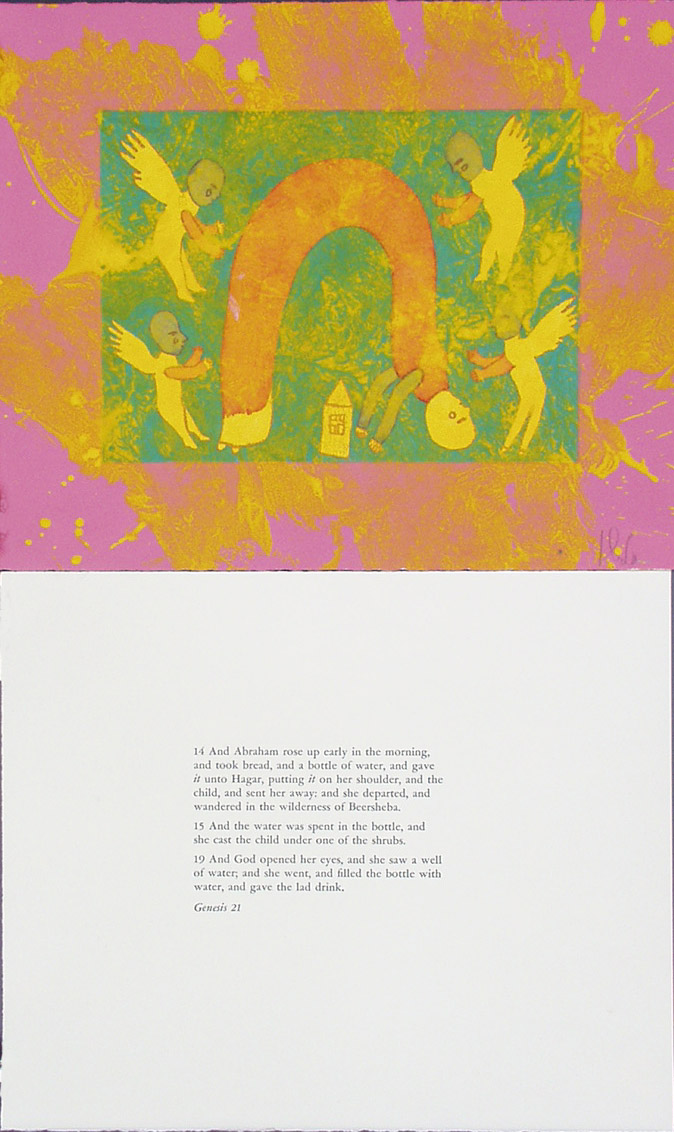 14 And Abraham rose up early in the morning,
and took bread, and a bottle of water, and gave
it unto Hagar, putting it on her shoulder, and the
child, and sent her away: and she departed, and
wandered in the wilderness of Beersheba.
15 And the water was spent in the bottle, and
she cast the child under one of the shrubs.
19 And God opened her eyes, and she saw a well
of water; and she went, and filled the bottle with
water, and gave the lad drink.
Genesis 21